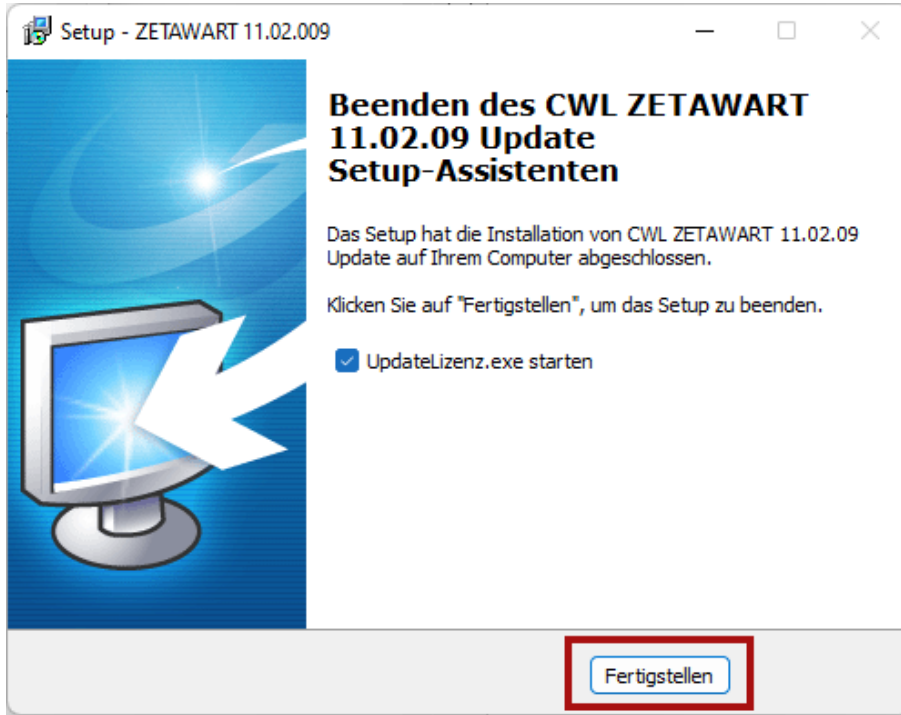 Setup - ZETAWART 11.02.009
Beenden des CWL ZETAWART
11.02.09 Update
Setup-Assistenten
Das Setup hat die Installation von CWL ZETAWART 11.02.09
Update auf Ihrem Computer abgeschlossen.
Klicken Sie auf "Fertigstellen", um das Setup zu beenden.
UpdateLizenz.exe starten
Fertigstellen